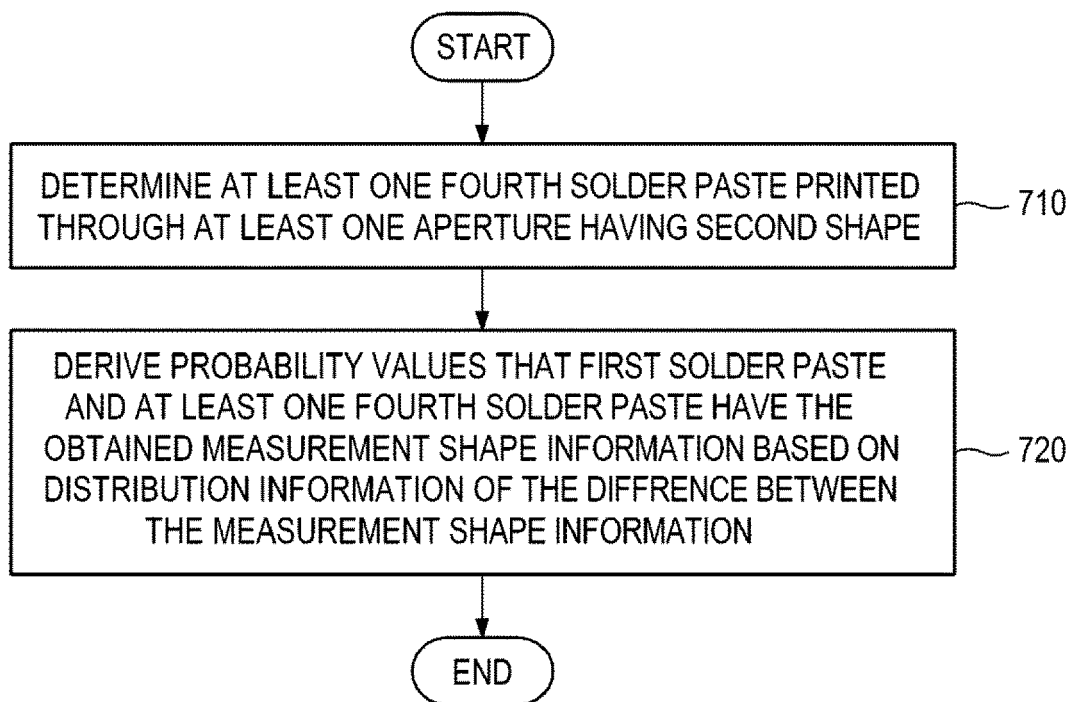 START
DETERMINE AT LEAST ONE FOURTH SOLDER PASTE PRINTED
THROUGH AT LEAST ONE APERTURE HAVING SECOND SHAPE
710
DERIVE PROBABILITY VALUES THAT FIRST SOLDER PASTE
AND AT LEAST ONE FOURTH SOLDER PASTE HAVE THE
OBTAINED MEASUREMENT SHAPE INFORMATION BASED ON
DISTRIBUTION INFORMATION OF THE DIFFRENCE BETWEEN
THE MEASUREMENT SHAPE INFORMATION
720
END